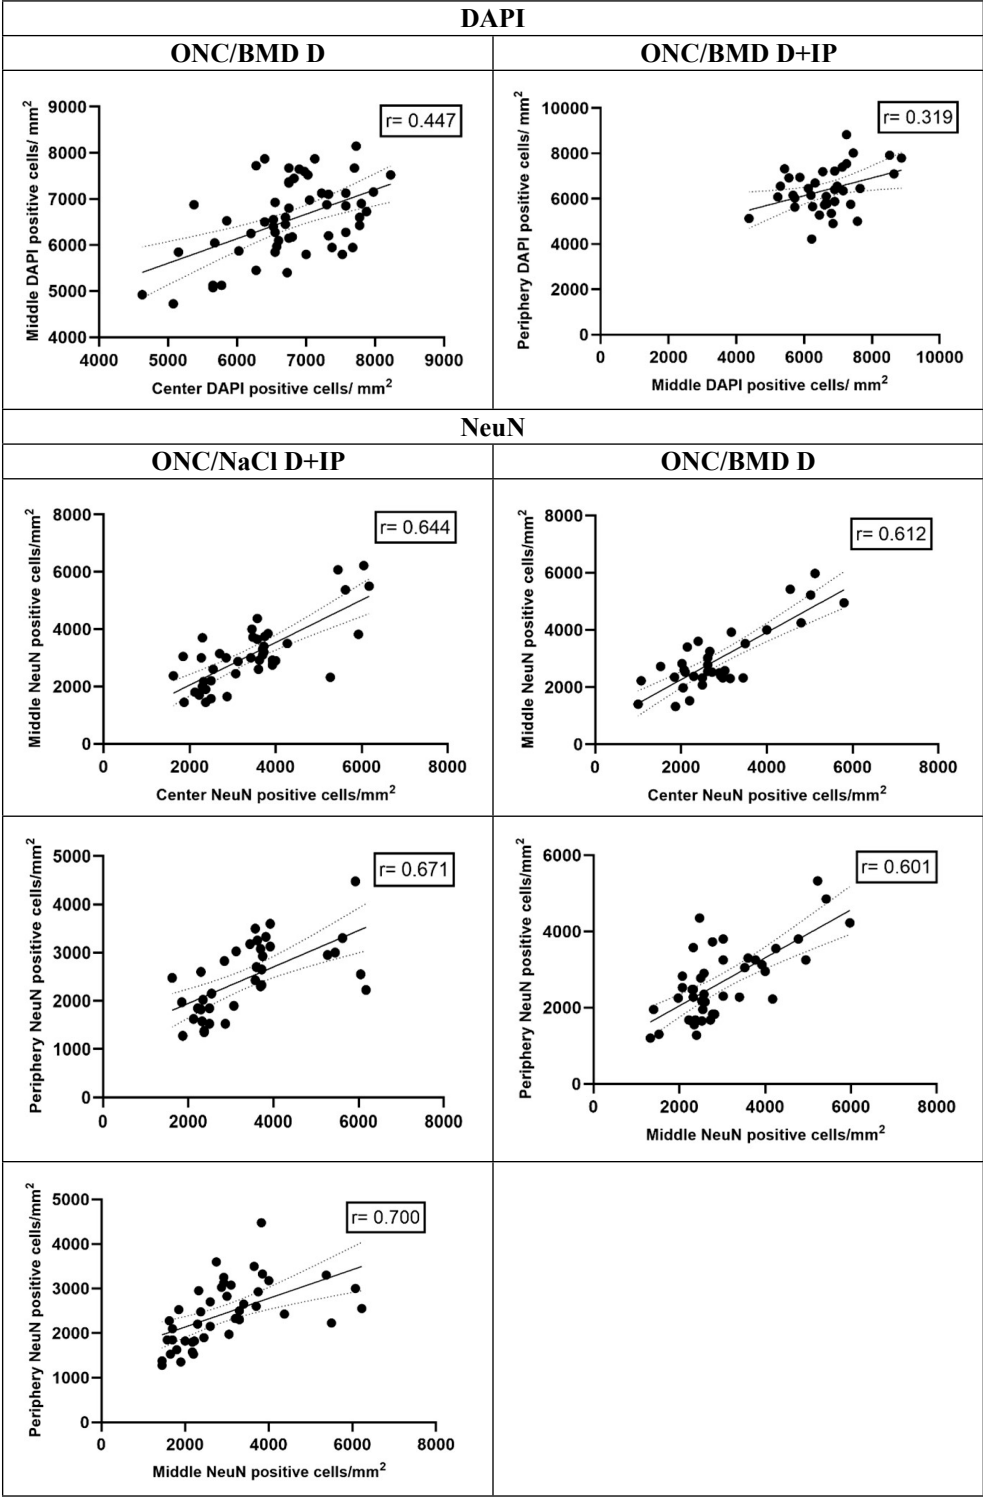 DAPI
ONC/BMD D
ONC/BMD D+IP
r= 0.447
Middle DAPI positive cells/ mm²
9000
8000
7000
6000
5000
4000
4000 5000 6000 7000 8000 9000
Center DAPI positive cells/ mm²
r= 0.319
Periphery DAPI positive cells/ mm²
10000
8000
6000
4000
2000
0
0 2000 4000 6000 8000 10000
Middle DAPI positive cells/ mm²
NeuN
ONC/NaCl D+IP
ONC/BMD D
r= 0.644
Middle NeuN positive cells/mm²
8000
6000
4000
2000
0
0 2000 4000 6000 8000
Center NeuN positive cells/mm²
r= 0.612
Middle NeuN positive cells/mm²
8000
6000
4000
2000
0
0 2000 4000 6000 8000
Center NeuN positive cells/mm²
r= 0.671
Periphery NeuN positive cells/mm²
5000
4000
3000
2000
1000
0
0 2000 4000 6000 8000
r= 0.601
Periphery NeuN positive cells/mm²
6000
4000
2000
0
0 2000 4000 6000 8000
Middle NeuN positive cells/mm²
r= 0.700
Periphery NeuN positive cells/mm²
5000
4000
3000
2000
1000
0
0 2000 4000 6000 8000
Middle NeuN positive cells/mm²